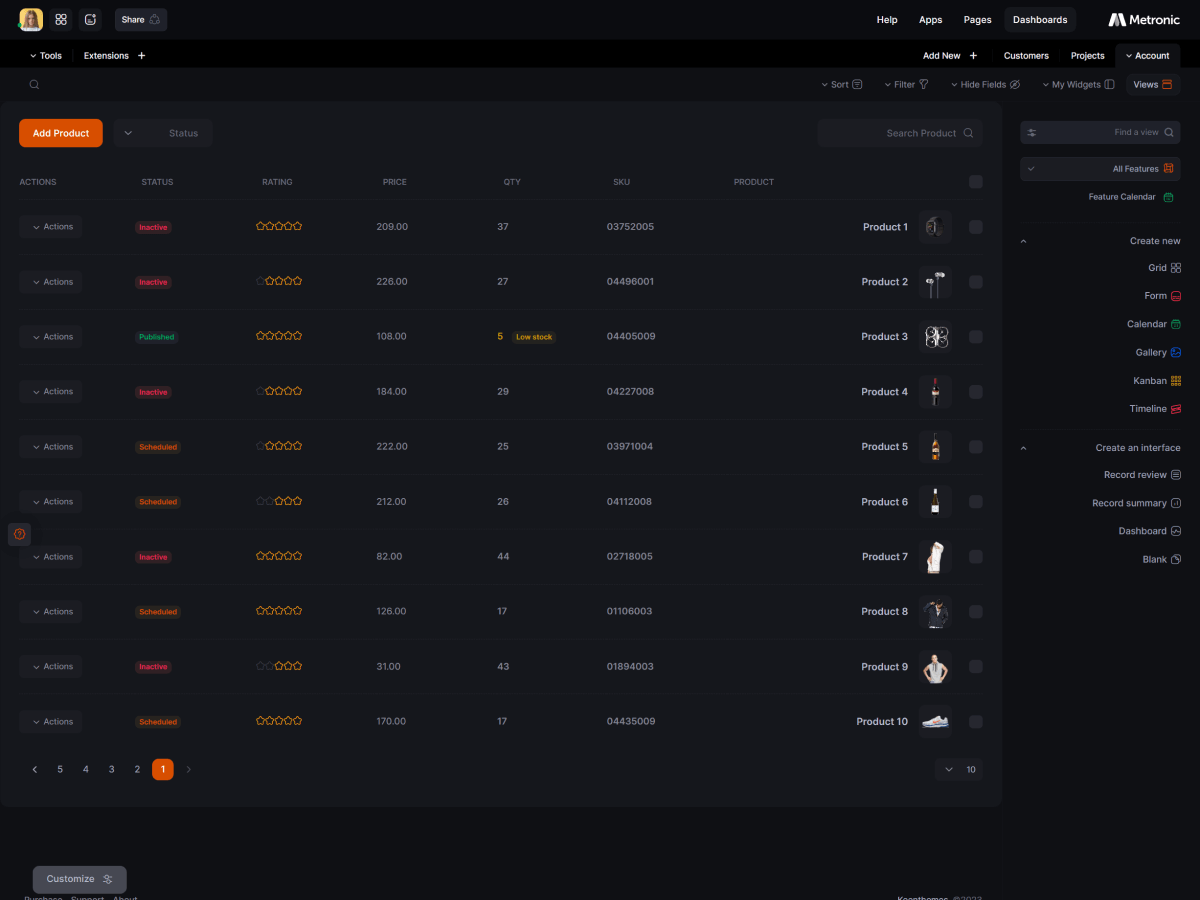 Share
Help Apps Pages Dashboards Metronic
Tools Extensions + Add New + Customers Projects Account
Sort Filter Hide Fields My Widgets Views
Add Product Status Search Product
ACTIONS STATUS RATING PRICE QTY SKU PRODUCT
Actions Inactive 209.00 37 03752005 Product 1
Actions Inactive 226.00 27 04496001 Product 2
Actions Published 108.00 5 Low stock 04405009 Product 3
Actions Inactive 184.00 29 04227008 Product 4
Actions Scheduled 222.00 25 03971004 Product 5
Actions Scheduled 212.00 26 04112008 Product 6
Actions Inactive 82.00 44 02718005 Product 7
Actions Scheduled 126.00 17 01106003 Product 8
Actions Inactive 31.00 43 01894003 Product 9
Actions Scheduled 170.00 17 04435009 Product 10
5 4 3 2 1 10
Find a view
All Features
Feature Calendar
Create new
Grid
Form
Calendar
Gallery
Kanban
Timeline
Create an interface
Record review
Record summary
Dashboard
Blank
Customize
Purchase Support About Keenthemes ©2023